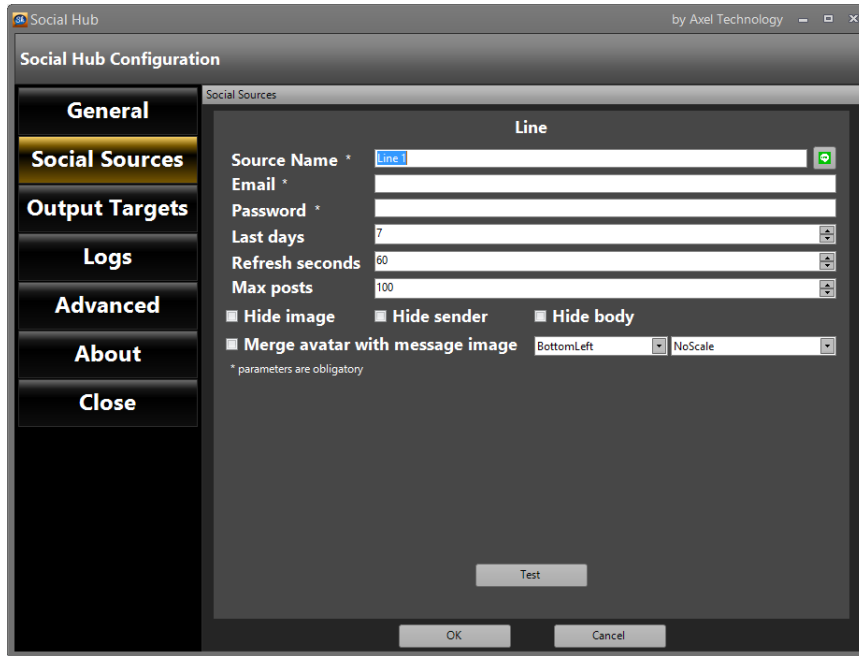 Social Hub by Axel Technology
Social Hub Configuration
General
Social Sources
Output Targets
Logs
Advanced
About
Close
Social Sources
Line
Source Name * Line 1
Email *
Password *
Last days 7
Refresh seconds 60
Max posts 100
Hide image Hide sender Hide body
Merge avatar with message image BottomLeft NoScale
* parameters are obligatory
Test
OK Cancel